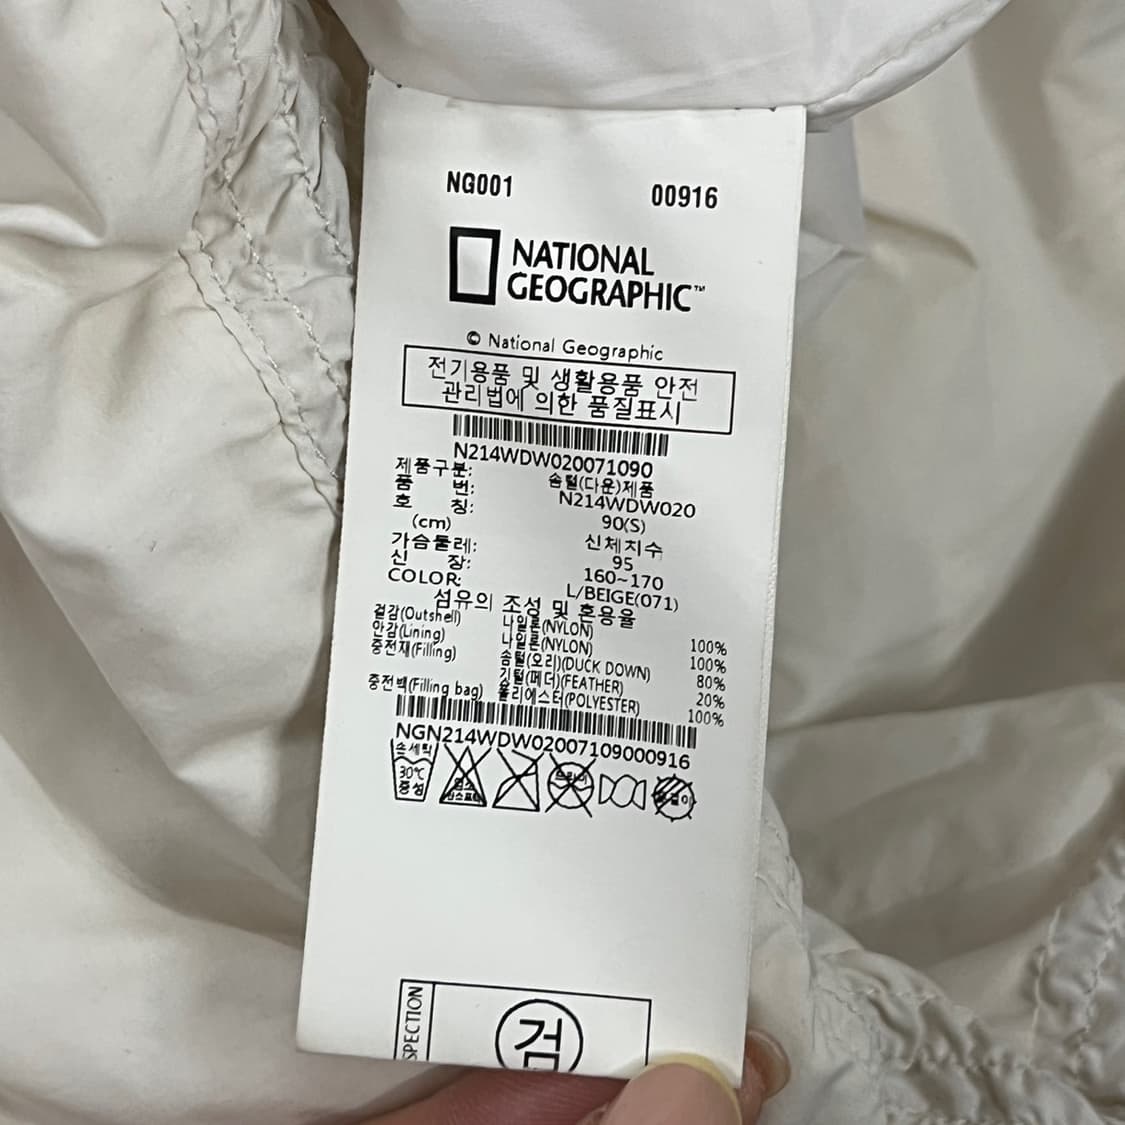 NG001 00916
NATIONAL
GEOGRAPHIC™
© National Geographic
전기용품 및 생활용품 안전
관리법에 의한 품질표시
N214WDW020071090
제품구분: 솜털(다운)제품
품 번: N214WDW020
호 칭: 90(S)
(cm) 신체치수
가슴둘레: 95
신 장: 160~170
COLOR: L/BEIGE(071)
섬유의 조성 및 혼용율
겉감(Outshell) 나일론(NYLON) 100%
안감(Lining) 나일론(NYLON) 100%
충전재(Filling) 솜털(오리)(DUCK DOWN) 80%
깃털(페더)(FEATHER) 20%
충전백(Filling bag) 폴리에스터(POLYESTER) 100%
NGN214WDW02007109000916
손세탁
30℃
중성
염소
드라이
SPECTION
검